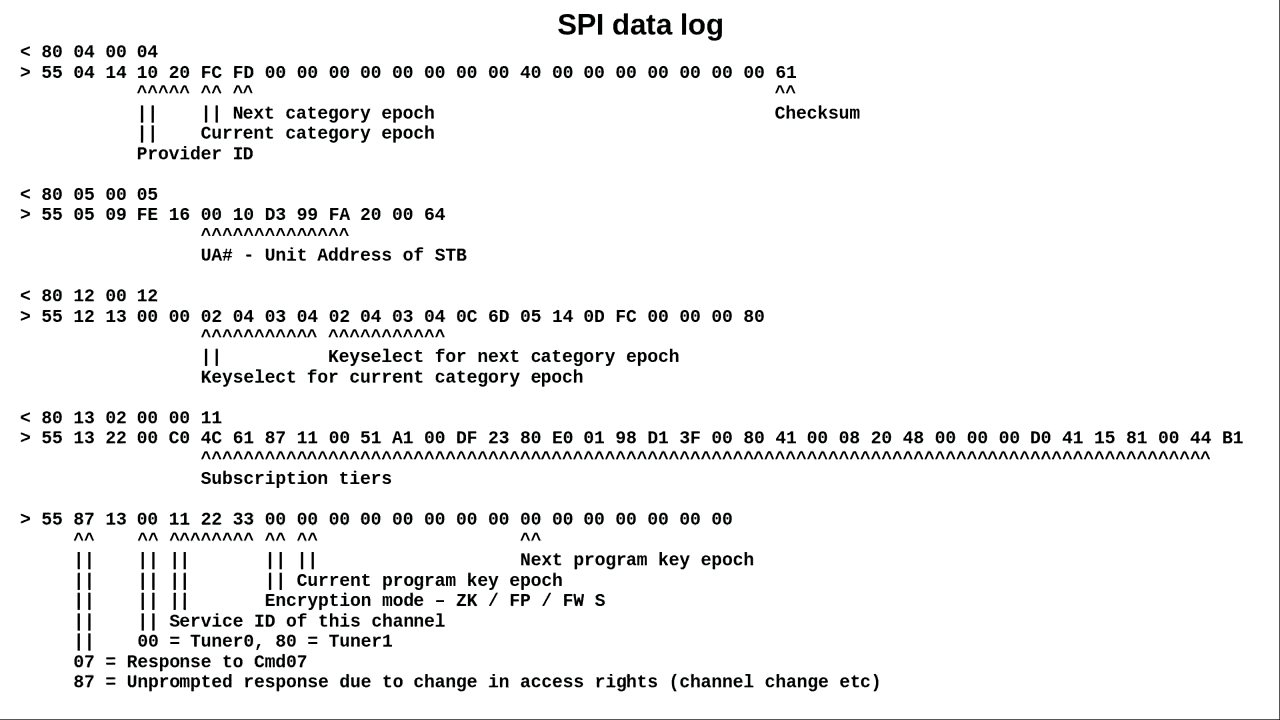 SPI data log
< 80 04 00 04
> 55 04 14 10 20 FC FD 00 00 00 00 00 00 00 00 40 00 00 00 00 00 00 00 61
^^^^^ ^^ ^^ ^^
|| || Next category epoch Checksum
|| Current category epoch
Provider ID
< 80 05 00 05
> 55 05 09 FE 16 00 10 D3 99 FA 20 00 64
^^^^^^^^^^^^^^
UA# - Unit Address of STB
< 80 12 00 12
> 55 12 13 00 00 02 04 03 04 02 04 03 04 0C 6D 05 14 0D FC 00 00 00 80
^^^^^^^^^^^ ^^^^^^^^^^^
|| Keyselect for next category epoch
Keyselect for current category epoch
< 80 13 02 00 00 11
> 55 13 22 00 C0 4C 61 87 11 00 51 A1 00 DF 23 80 E0 01 98 D1 3F 00 80 41 00 08 20 48 00 00 00 D0 41 15 81 00 44 B1
^^^^^^^^^^^^^^^^^^^^^^^^^^^^^^^^^^^^^^^^^^^^^^^^^^^^^^^^^^^^^^^^^^^^^^^^^^^^^^^^^^^^^^^^^^^^^^^
Subscription tiers
> 55 87 13 00 11 22 33 00 00 00 00 00 00 00 00 00 00 00 00 00 00 00
^^ ^^ ^^^^^^^^ ^^ ^^ ^^
|| || || || || Next program key epoch
|| || || || Current program key epoch
|| || || Encryption mode – ZK / FP / FW S
|| || Service ID of this channel
|| 00 = Tuner0, 80 = Tuner1
07 = Response to Cmd07
87 = Unprompted response due to change in access rights (channel change etc)